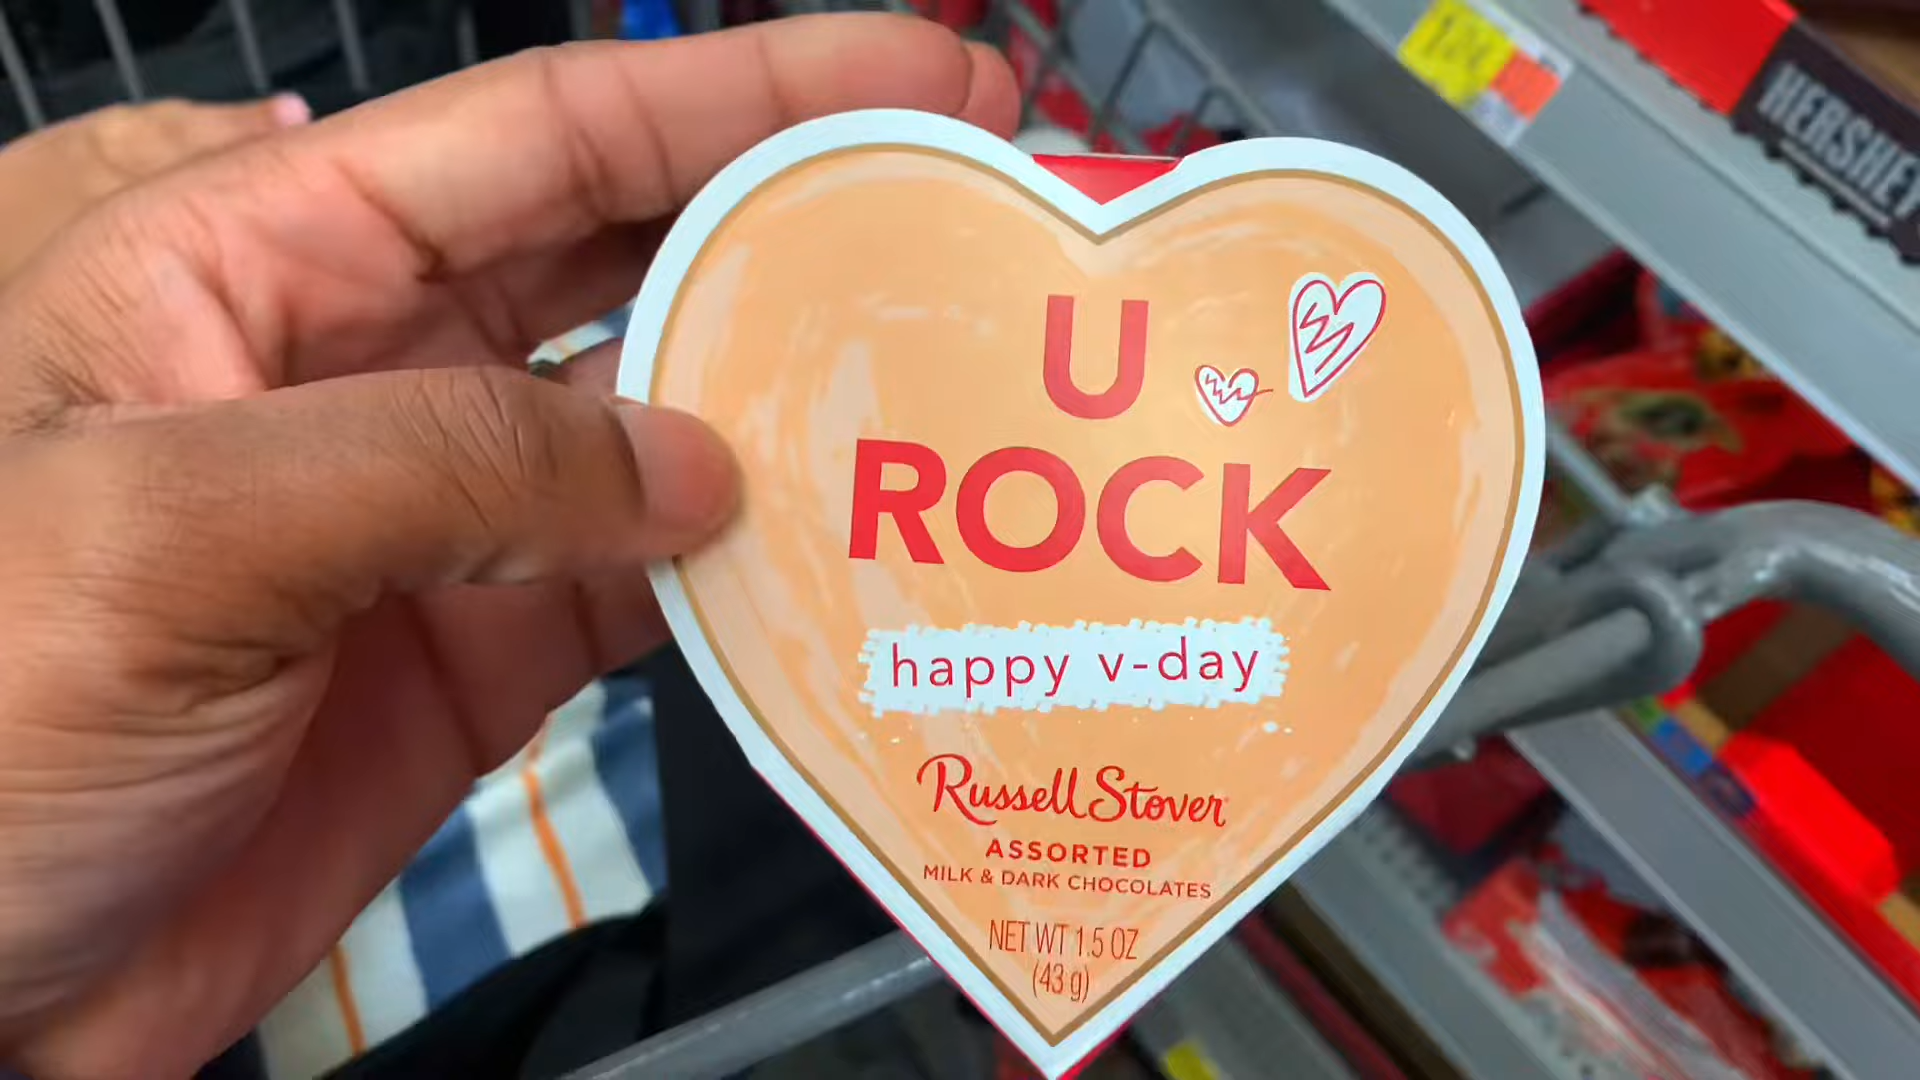 U
ROCK
happy v-day
Russell Stover
ASSORTED
MILK & DARK CHOCOLATES
NET WT 1.5 OZ
(43 g)
HERSHEY